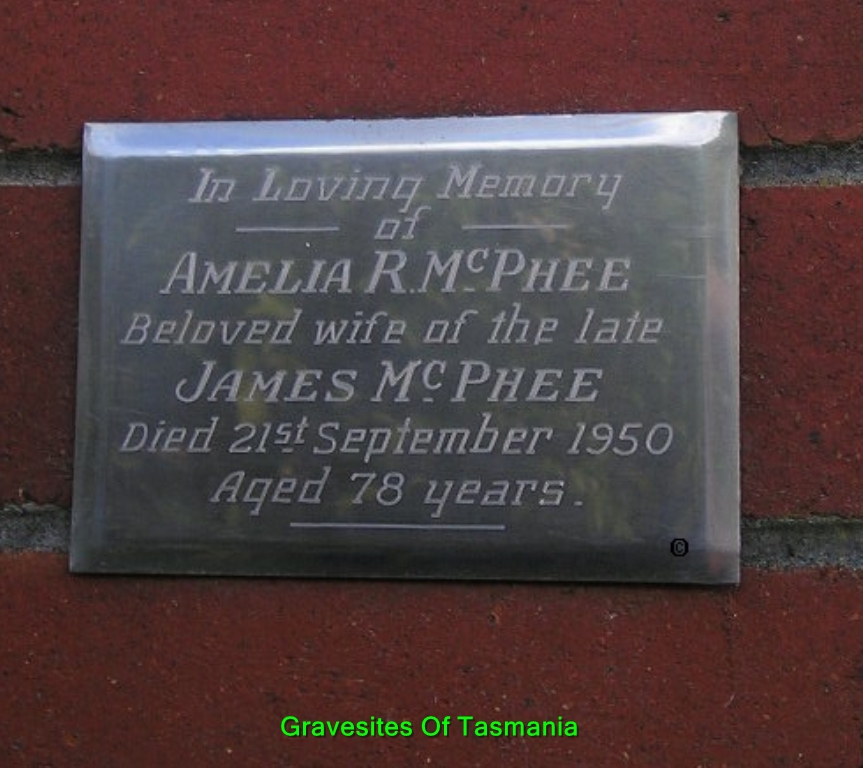 In Loving Memory
of
AMELIA R. McPHEE
Beloved wife of the late
JAMES McPHEE
Died 21st September 1950
Aged 78 years.
©
Gravesites Of Tasmania